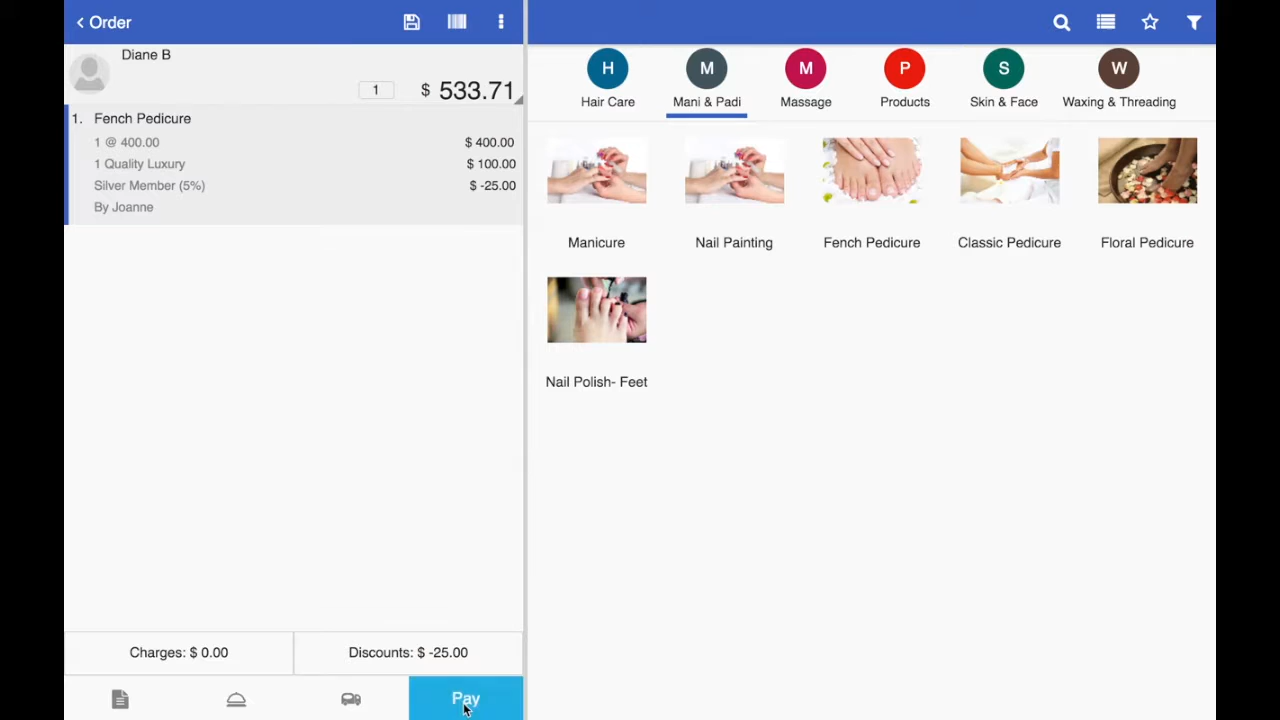 Order
Diane B
1
$ 533.71
1. Fench Pedicure
1 @ 400.00 $ 400.00
1 Quality Luxury $ 100.00
Silver Member (5%) $ -25.00
By Joanne
Charges: $ 0.00
Discounts: $ -25.00
Pay
H
Hair Care
M
Mani & Padi
M
Massage
P
Products
S
Skin & Face
W
Waxing & Threading
Manicure
Nail Painting
Fench Pedicure
Classic Pedicure
Floral Pedicure
Nail Polish- Feet